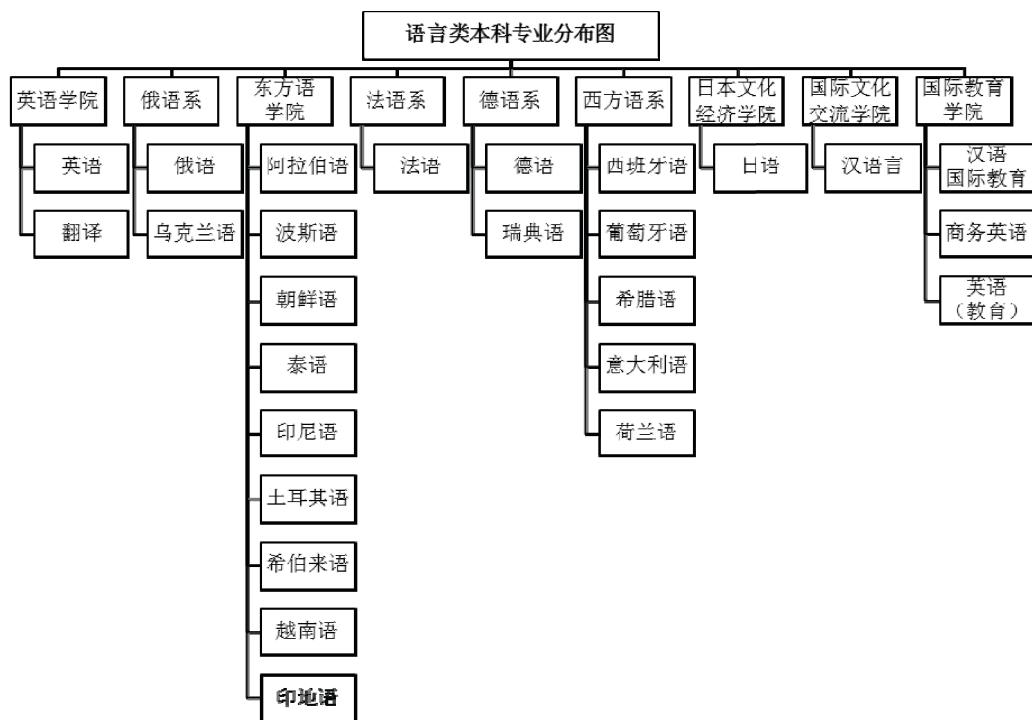 语言类本科专业分布图
英语学院
英语
翻译
俄语系
俄语
乌克兰语
东方语
学院
阿拉伯语
波斯语
朝鲜语
泰语
印尼语
土耳其语
希伯来语
越南语
印地语
法语系
法语
德语系
德语
瑞典语
西方语系
西班牙语
葡萄牙语
希腊语
意大利语
荷兰语
日本文化
经济学院
日语
国际文化
交流学院
汉语言
国际教育
学院
汉语
国际教育
商务英语
英语
（教育）